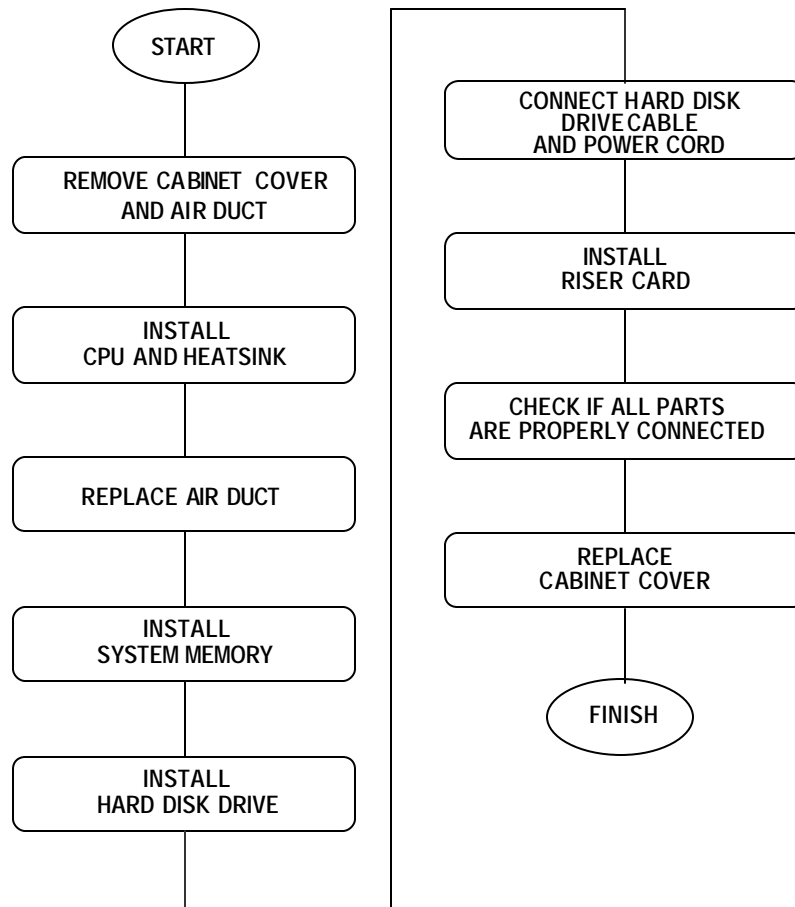 START
REMOVE CABINET COVER
AND AIR DUCT
INSTALL
CPU AND HEATSINK
REPLACE AIR DUCT
INSTALL
SYSTEM MEMORY
INSTALL
HARD DISK DRIVE
CONNECT HARD DISK
DRIVE CABLE
AND POWER CORD
INSTALL
RISER CARD
CHECK IF ALL PARTS
ARE PROPERLY CONNECTED
REPLACE
CABINET COVER
FINISH